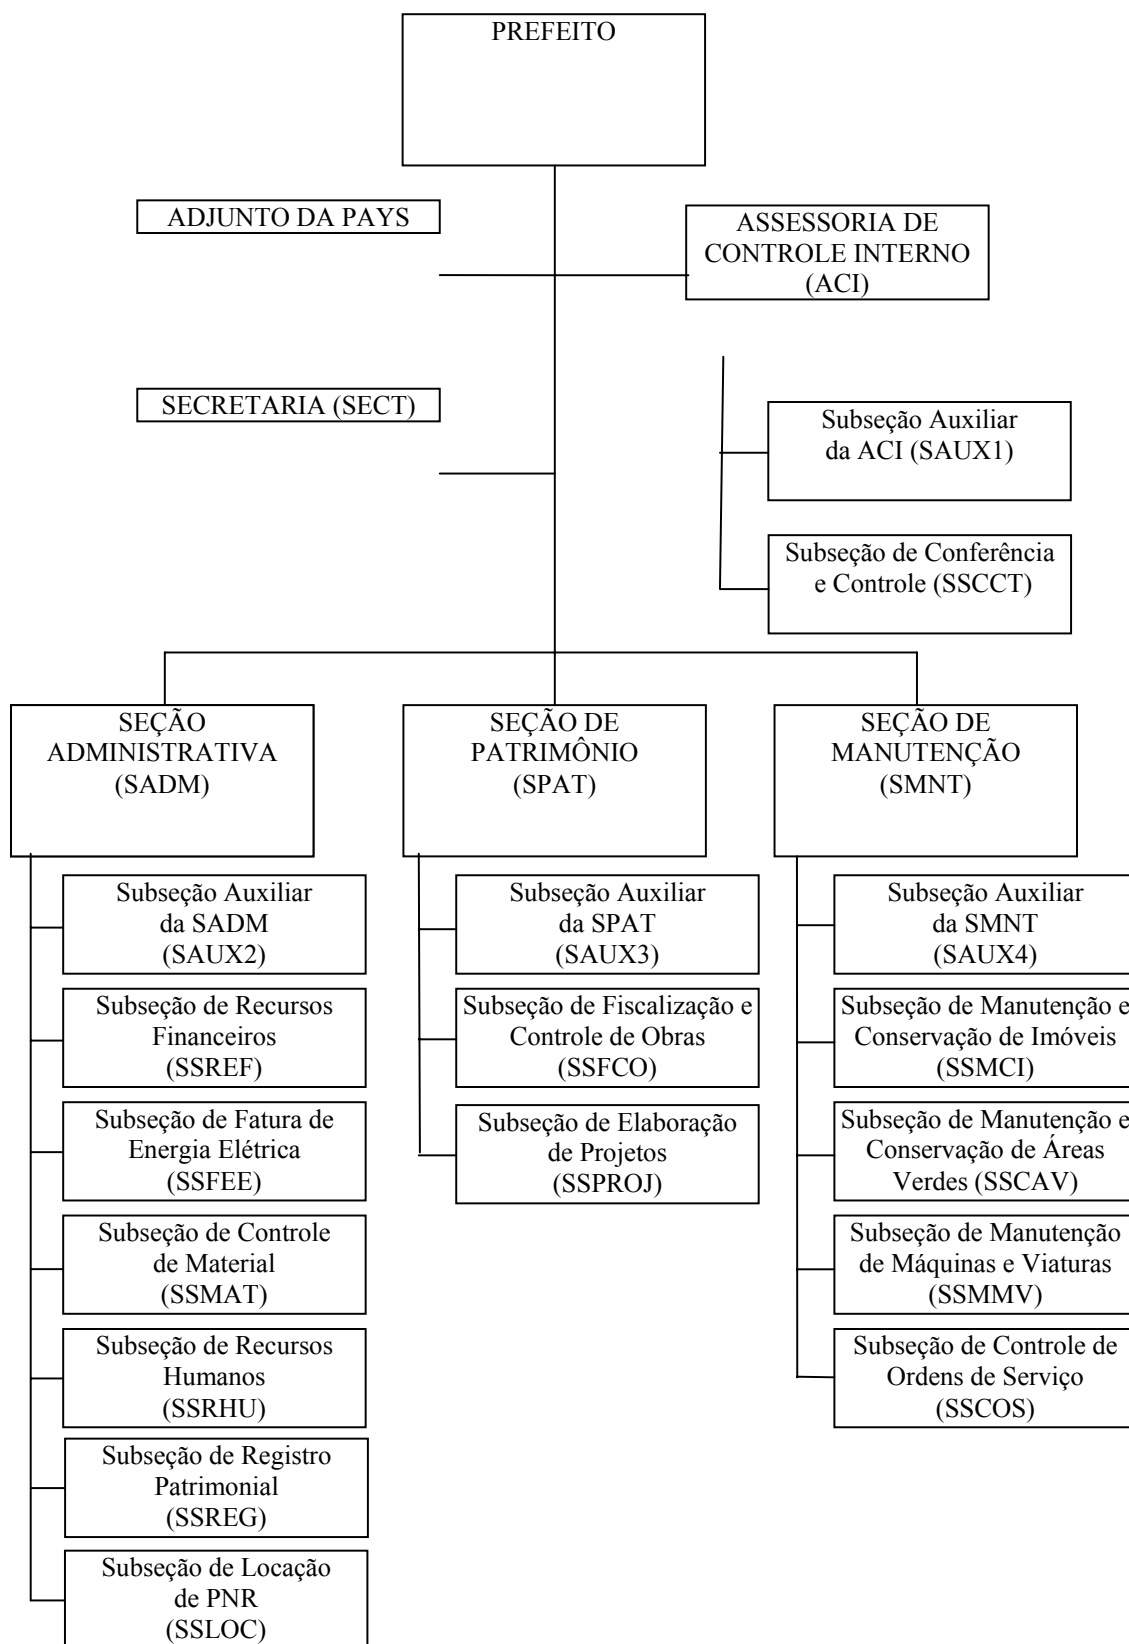 PREFEITO
ADJUNTO DA PAYS
ASSESSORIA DE
CONTROLE INTERNO
(ACI)
SECRETARIA (SECT)
Subseção Auxiliar
da ACI (SAUX1)
Subseção de Conferência
e Controle (SSCCT)
SEÇÃO
ADMINISTRATIVA
(SADM)
SEÇÃO DE
PATRIMÔNIO
(SPAT)
SEÇÃO DE
MANUTENÇÃO
(SMNT)
Subseção Auxiliar
da SADM
(SAUX2)
Subseção de Recursos
Financeiros
(SSREF)
Subseção de Fatura de
Energia Elétrica
(SSFEE)
Subseção de Controle
de Material
(SSMAT)
Subseção de Recursos
Humanos
(SSRHU)
Subseção de Registro
Patrimonial
(SSREG)
Subseção de Locação
de PNR
(SSLOC)
Subseção Auxiliar
da SPAT
(SAUX3)
Subseção de Fiscalização e
Controle de Obras
(SSFCO)
Subseção de Elaboração
de Projetos
(SSPROJ)
Subseção Auxiliar
da SMNT
(SAUX4)
Subseção de Manutenção e
Conservação de Imóveis
(SSMCI)
Subseção de Manutenção e
Conservação de Áreas
Verdes (SSCAV)
Subseção de Manutenção
de Máquinas e Viaturas
(SSMMV)
Subseção de Controle de
Ordens de Serviço
(SSCOS)